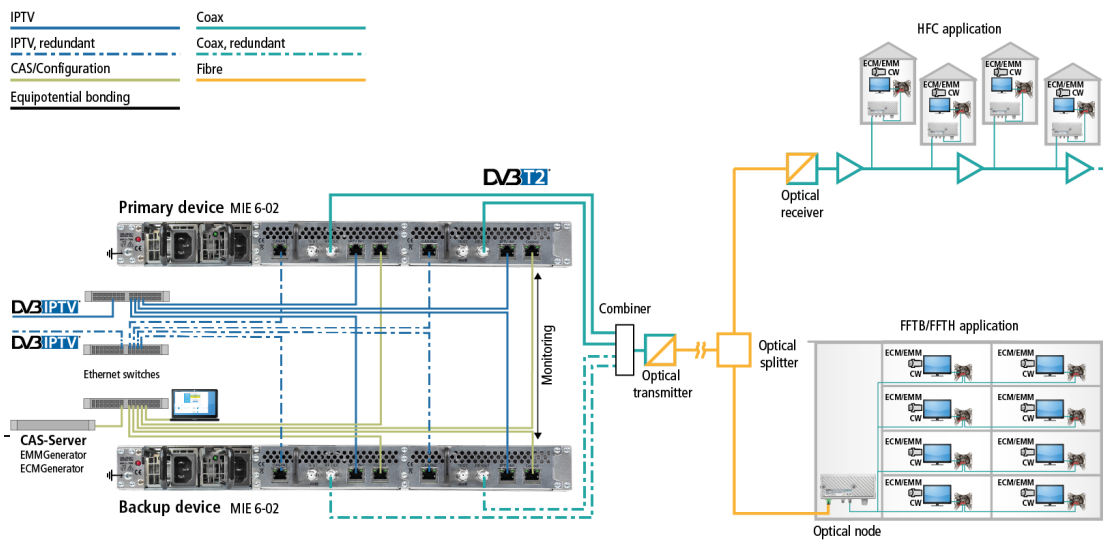 IPTV
Coax
IPTV, redundant
Coax, redundant
CAS/Configuration
Fibre
Equipotential bonding
HFC application
ECM/EMM
CW
ECM/EMM
CW
ECM/EMM
CW
ECM/EMM
CW
DVB T2
Optical
receiver
Primary device MIE 6-02
DVB IPTV
DVB IPTV
Ethernet switches
Monitoring
Combiner
Optical
transmitter
Optical
splitter
FFTB/FFTH application
ECM/EMM
CW
ECM/EMM
CW
ECM/EMM
CW
ECM/EMM
CW
ECM/EMM
CW
ECM/EMM
CW
ECM/EMM
CW
ECM/EMM
CW
CAS-Server
EMMGenerator
ECMGenerator
Backup device MIE 6-02
Optical node